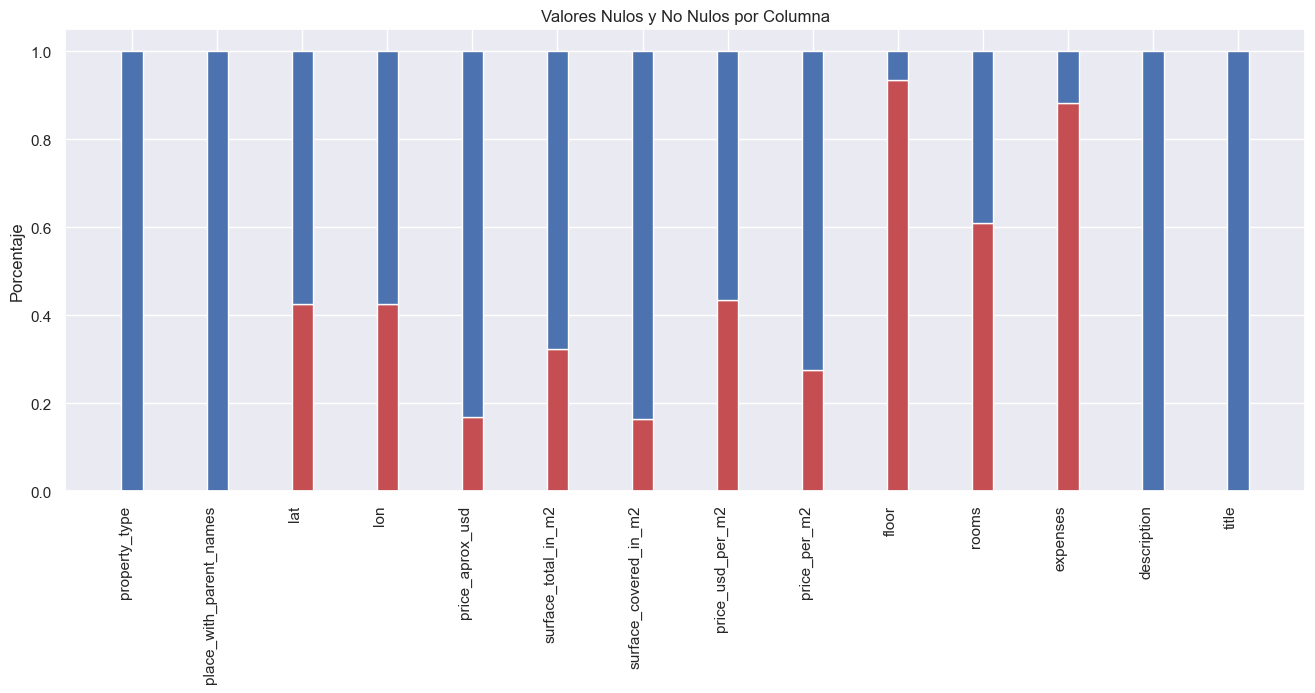 Valores Nulos y No Nulos por Columna
Porcentaje
1.0
0.8
0.6
0.4
0.2
0.0
property_type
place_with_parent_names
lat
lon
price_aprox_usd
surface_total_in_m2
surface_covered_in_m2
price_usd_per_m2
price_per_m2
floor
rooms
expenses
description
title